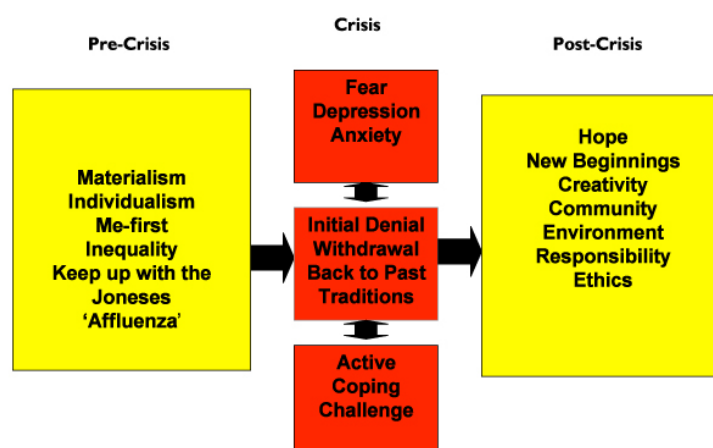 Pre-Crisis
Materialism
Individualism
Me-first
Inequality
Keep up with the
Joneses
‘Affluenza’
Crisis
Fear
Depression
Anxiety
Initial Denial
Withdrawal
Back to Past
Traditions
Active
Coping
Challenge
Post-Crisis
Hope
New Beginnings
Creativity
Community
Environment
Responsibility
Ethics